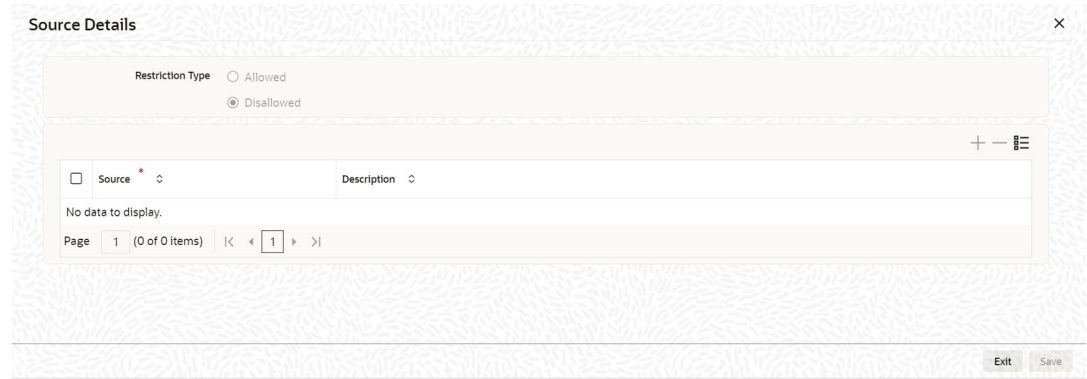 Source Details
Restriction Type Allowed
Disallowed
Source * Description
No data to display.
Page 1 (0 of 0 items) 1
Exit Save